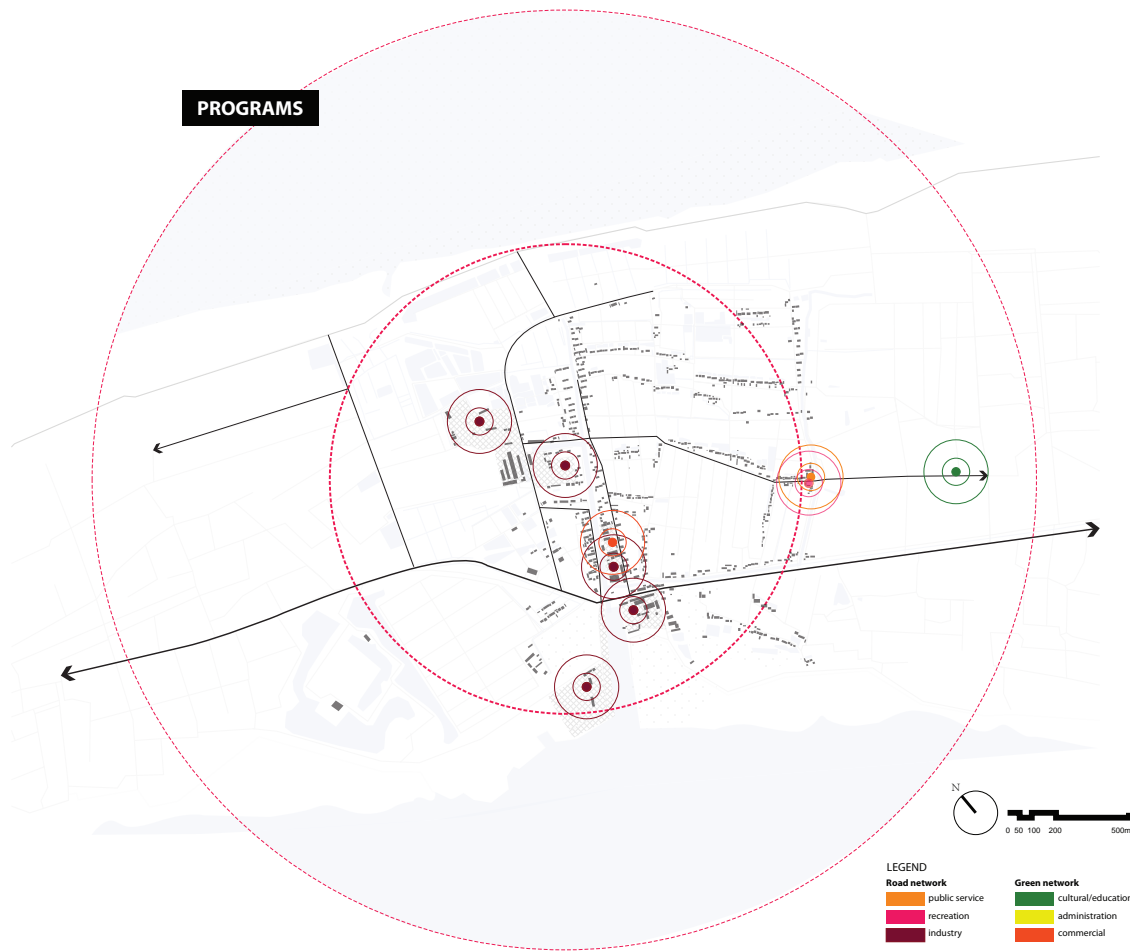 PROGRAMS
N
0 50 100 200 500m
LEGEND
Road network
Green network
public service
cultural/education
recreation
administration
industry
commercial